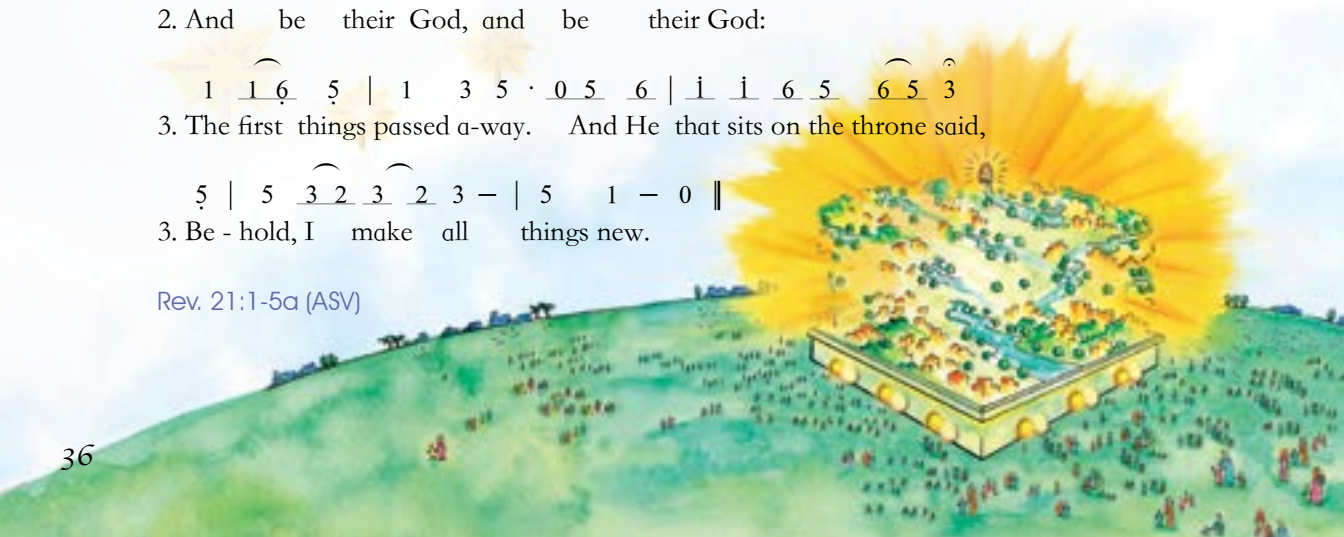 2. And be their God, and be their God:
1 1 6̣ 5̣ | 1 3 5 · 0 5 6 | 1̇ 1̇ 6 5 6 5 3
3. The first things passed a-way. And He that sits on the throne said,
5̣ | 5 3 2 3 2 3 – | 5 1 – 0 ‖
3. Be - hold, I make all things new.
Rev. 21:1-5a (ASV)
36